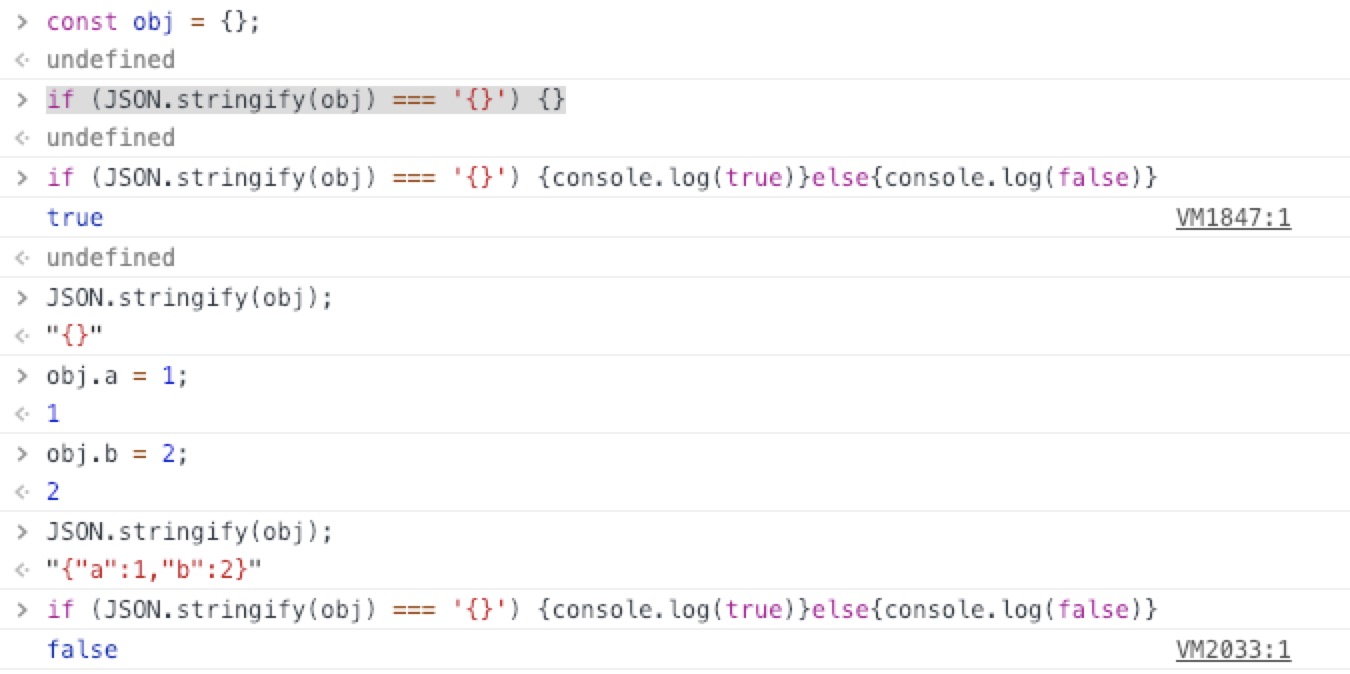 > const obj = {};
< undefined
> if (JSON.stringify(obj) === '{}') {}
< undefined
> if (JSON.stringify(obj) === '{}') {console.log(true)}else{console.log(false)}
true VM1847:1
< undefined
> JSON.stringify(obj);
< "{}"
> obj.a = 1;
< 1
> obj.b = 2;
< 2
> JSON.stringify(obj);
< "{"a":1,"b":2}"
> if (JSON.stringify(obj) === '{}') {console.log(true)}else{console.log(false)}
false VM2033:1